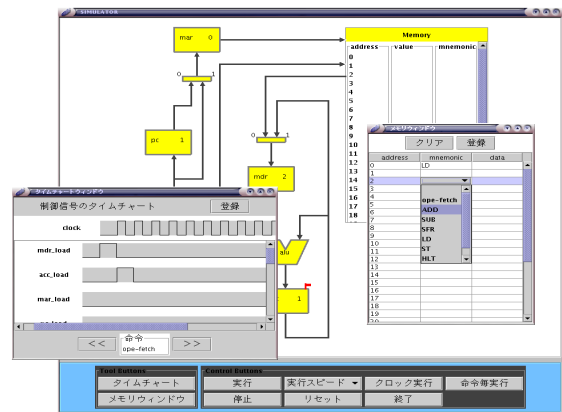 SIMULATOR
mar 0
Memory
address value mnemonic
0
1
2
3
4
5
6
7
8
9
10
11
12
13
14
15
16
17
18
0 1
pc 1
0 1
mdr 2
alu
1
メモリウィンドウ
クリア 登録
address mnemonic data
0 LD
1
2
3
4
5
6
7
8
9
10
11
12
13
14
15
16
17
18
19
20
ope-fetch
ADD
SUB
SFR
LD
ST
HLT
タイムチャートウィンドウ
制御信号のタイムチャート 登録
clock
mdr_load
acc_load
mar_load
<< 命令 >>
ope-fetch
Tool Buttons
タイムチャート
メモリウィンドウ
Control Buttons
実行 実行スピード クロック実行 命令毎実行
停止 リセット 終了